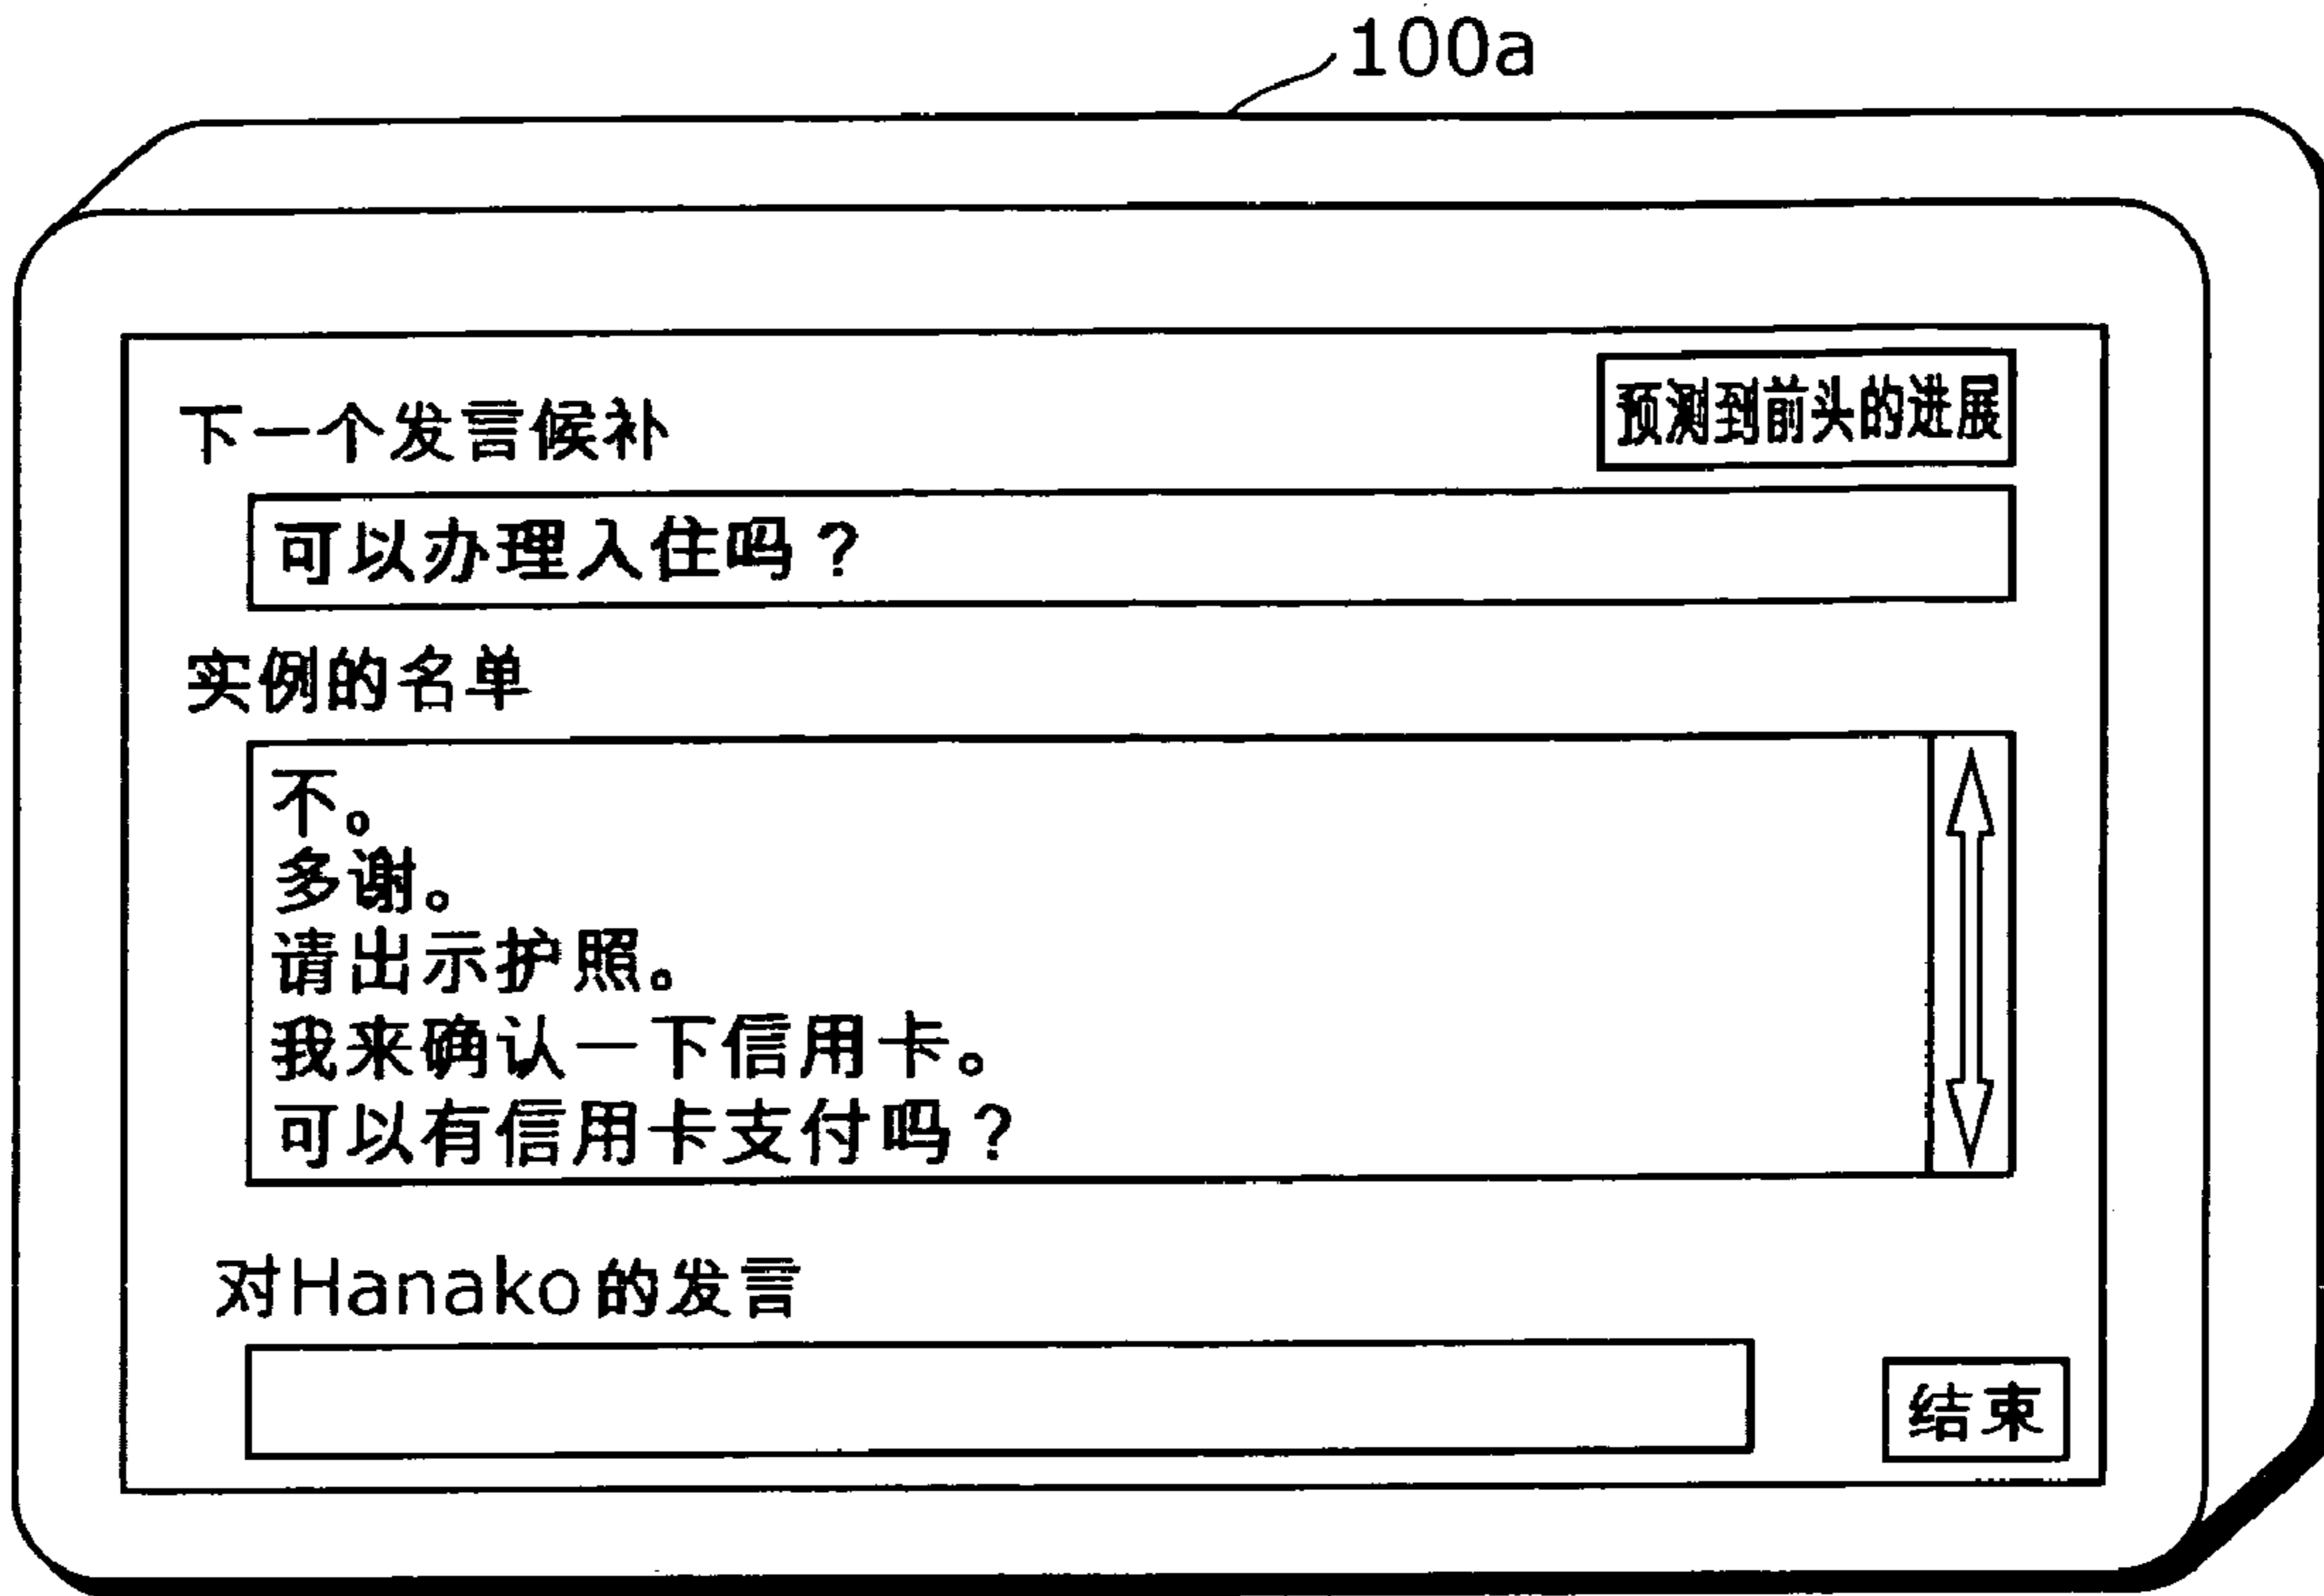 100a
下一个发言候补
预测到前头的进展
可以办理入住吗？
实例的名单
不。
多谢。
请出示护照。
我来确认一下信用卡。
可以有信用卡支付吗？
对Hanako的发言
结束